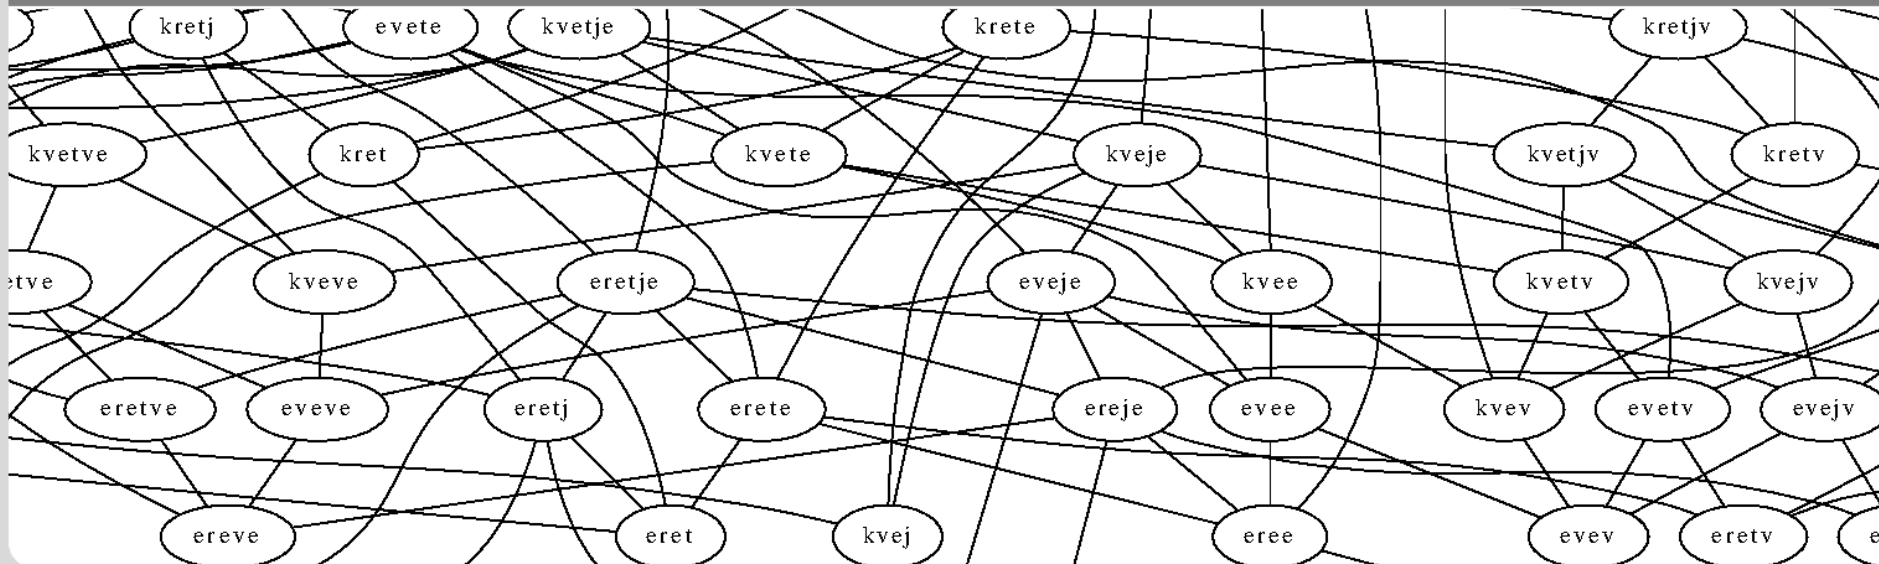 kretj evete kvetje krete kretjv
kvetve kret kvete kveje kvetjv kretv
etve kveve eretje eveje kvee kvetv kvejv
eretve eveve eretj erete ereje evee kvev evetv evejv
ereve eret kvej eree evev eretv e